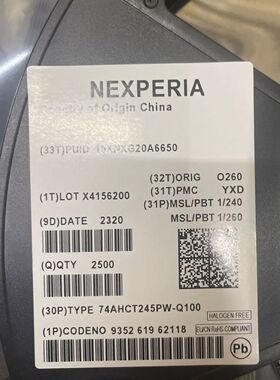 NEXPERIA
Country of Origin China
(33T)PUID
(32T)ORIG O260
(31T)PMC YXD
(1T)LOT X4156200
(31P)MSL/PBT 1/240
MSL/PBT 1/260
(9D)DATE 2320
(Q)QTY 2500
(30P)TYPE 74AHCT245PW-Q100
HALOGEN FREE
(1P)CODENO 9352 619 62118
EU/CN RoHS COMPLIANT
Pb